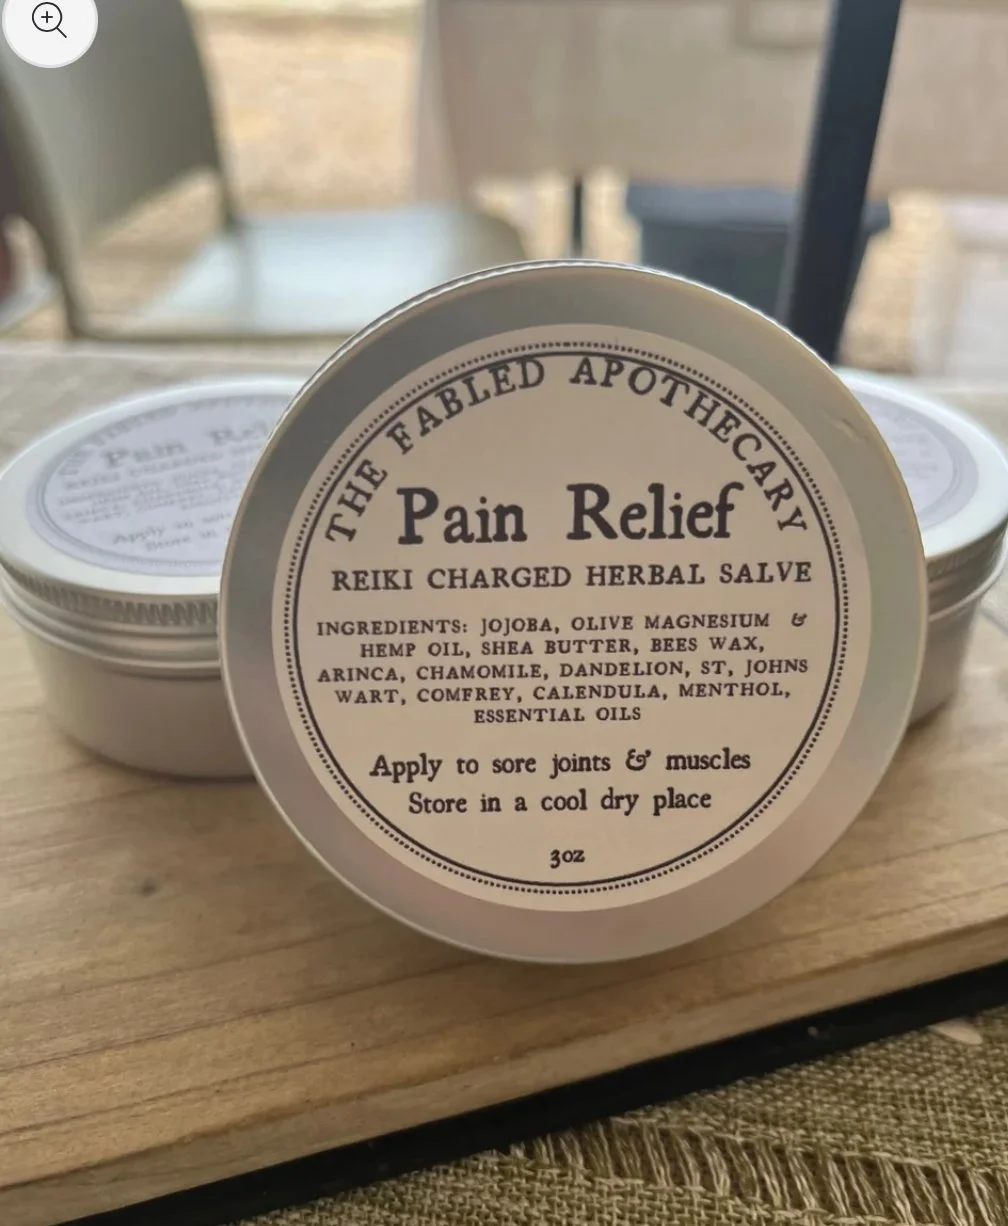 THE FABLED APOTHECARY
Pain Relief
REIKI CHARGED HERBAL SALVE
INGREDIENTS: JOJOBA, OLIVE MAGNESIUM &
HEMP OIL, SHEA BUTTER, BEES WAX,
ARINCA, CHAMOMILE, DANDELION, ST, JOHNS
WART, COMFREY, CALENDULA, MENTHOL,
ESSENTIAL OILS
Apply to sore joints & muscles
Store in a cool dry place
3oz
Pain Rel